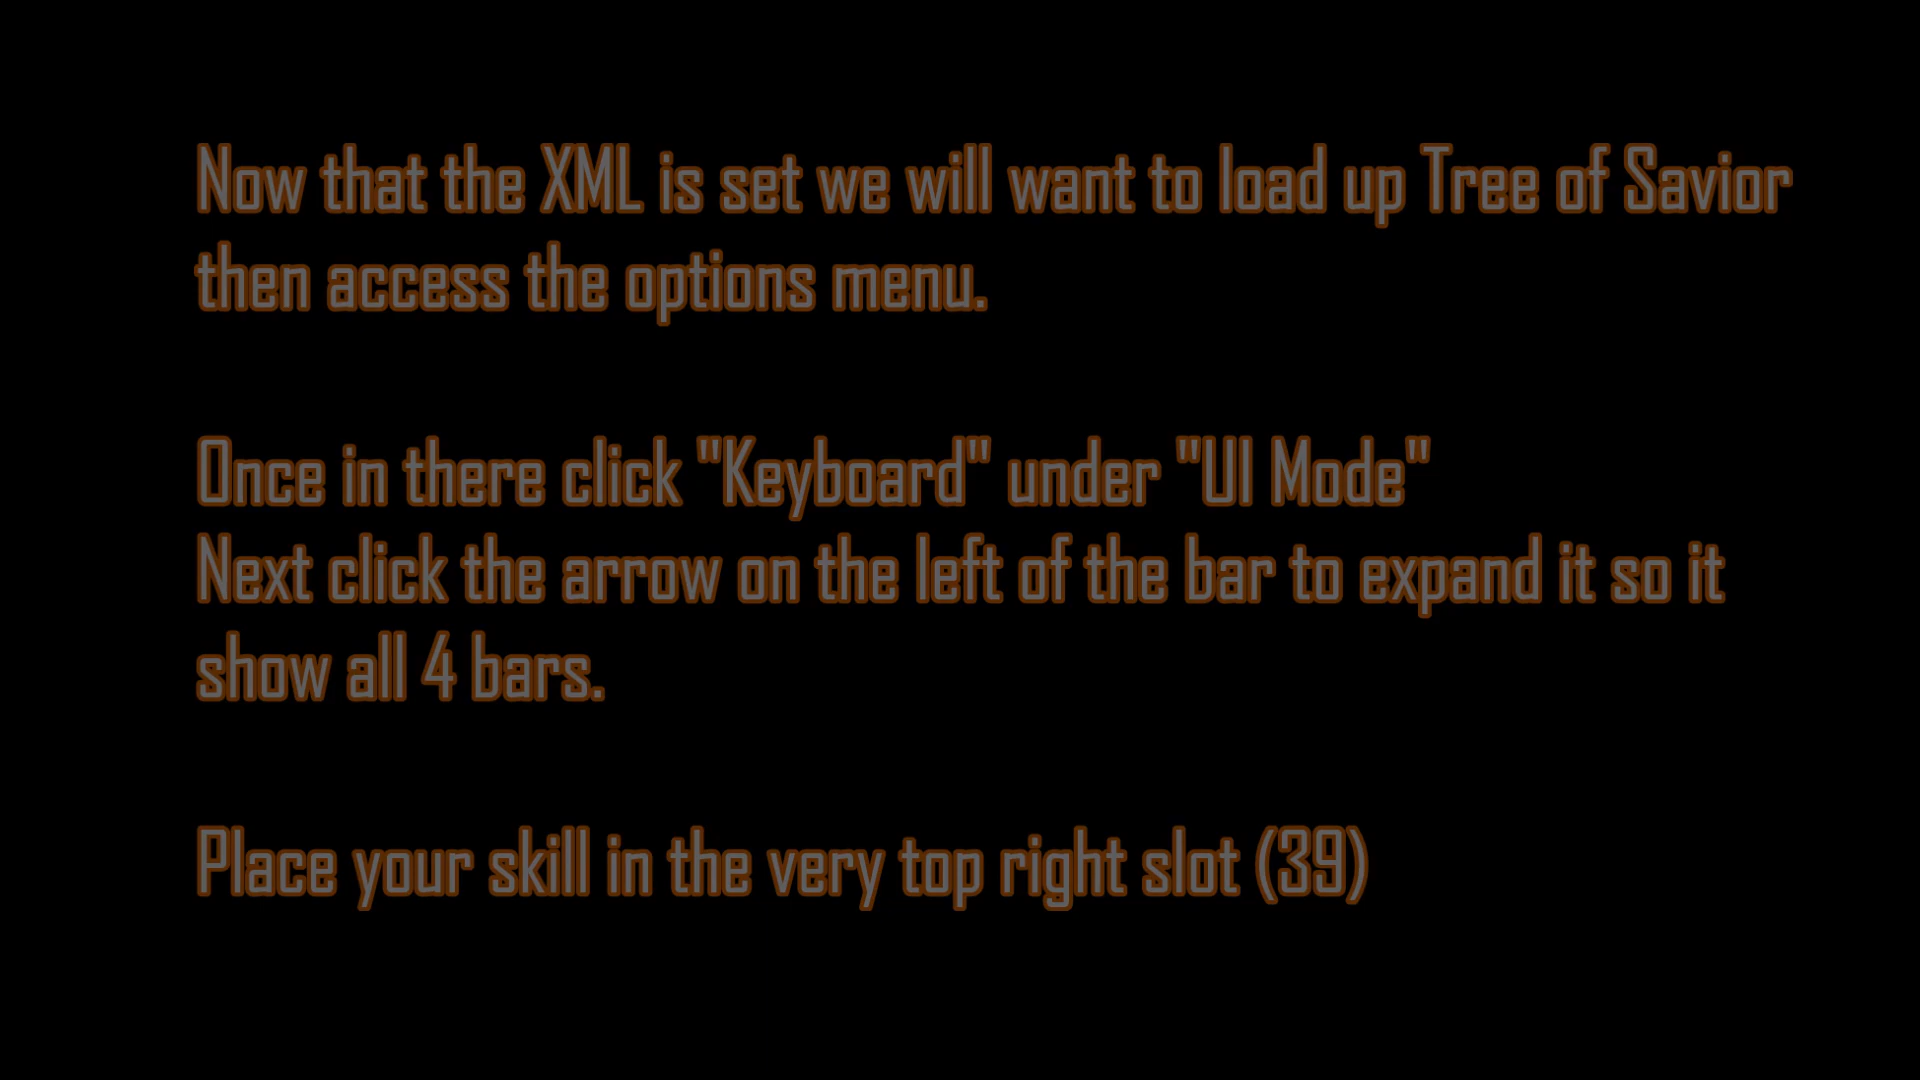 Now that the XML is set we will want to load up Tree of Savior
then access the options menu.
Once in there click "Keyboard" under "UI Mode"
Next click the arrow on the left of the bar to expand it so it
show all 4 bars.
Place your skill in the very top right slot (39)